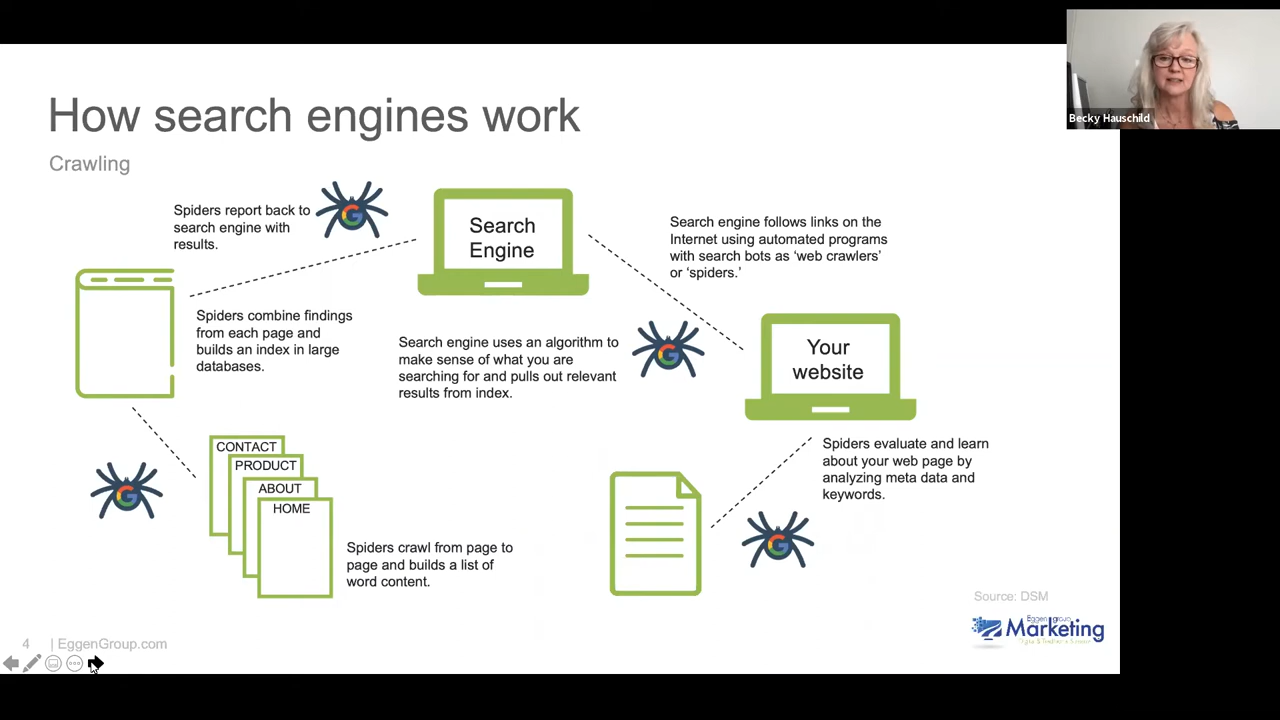 How search engines work
Crawling
Spiders report back to
search engine with
results.
Search
Engine
Search engine follows links on the
Internet using automated programs
with search bots as ‘web crawlers’
or ‘spiders.’
Spiders combine findings
from each page and
builds an index in large
databases.
Search engine uses an algorithm to
make sense of what you are
searching for and pulls out relevant
results from index.
Your
website
CONTACT
PRODUCT
ABOUT
HOME
Spiders evaluate and learn
about your web page by
analyzing meta data and
keywords.
Spiders crawl from page to
page and builds a list of
word content.
Source: DSM
Eggen group
Marketing
4 | EggenGroup.com
Becky Hauschild
G
G
G
G